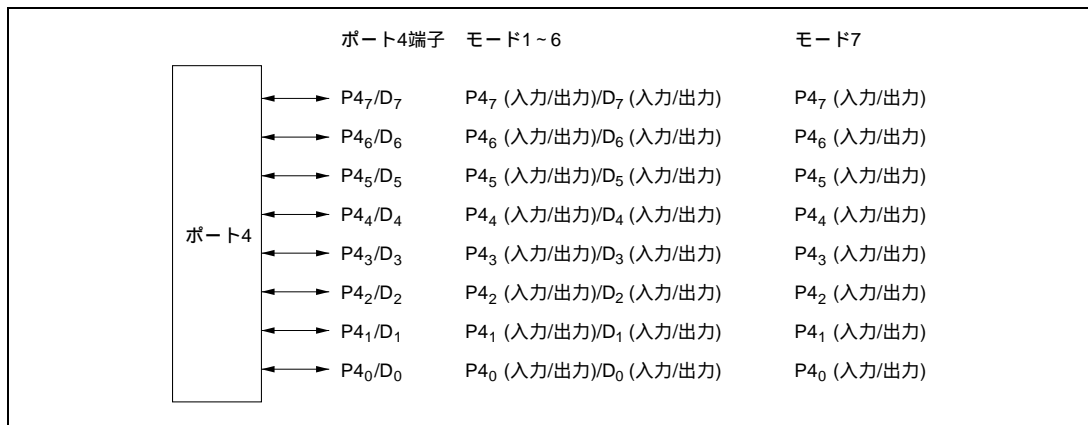 ポート4端子 モード1~6 モード7
P4₇/D₇ P4₇ (入力/出力)/D₇ (入力/出力) P4₇ (入力/出力)
P4₆/D₆ P4₆ (入力/出力)/D₆ (入力/出力) P4₆ (入力/出力)
P4₅/D₅ P4₅ (入力/出力)/D₅ (入力/出力) P4₅ (入力/出力)
P4₄/D₄ P4₄ (入力/出力)/D₄ (入力/出力) P4₄ (入力/出力)
ポート4
P4₃/D₃ P4₃ (入力/出力)/D₃ (入力/出力) P4₃ (入力/出力)
P4₂/D₂ P4₂ (入力/出力)/D₂ (入力/出力) P4₂ (入力/出力)
P4₁/D₁ P4₁ (入力/出力)/D₁ (入力/出力) P4₁ (入力/出力)
P4₀/D₀ P4₀ (入力/出力)/D₀ (入力/出力) P4₀ (入力/出力)